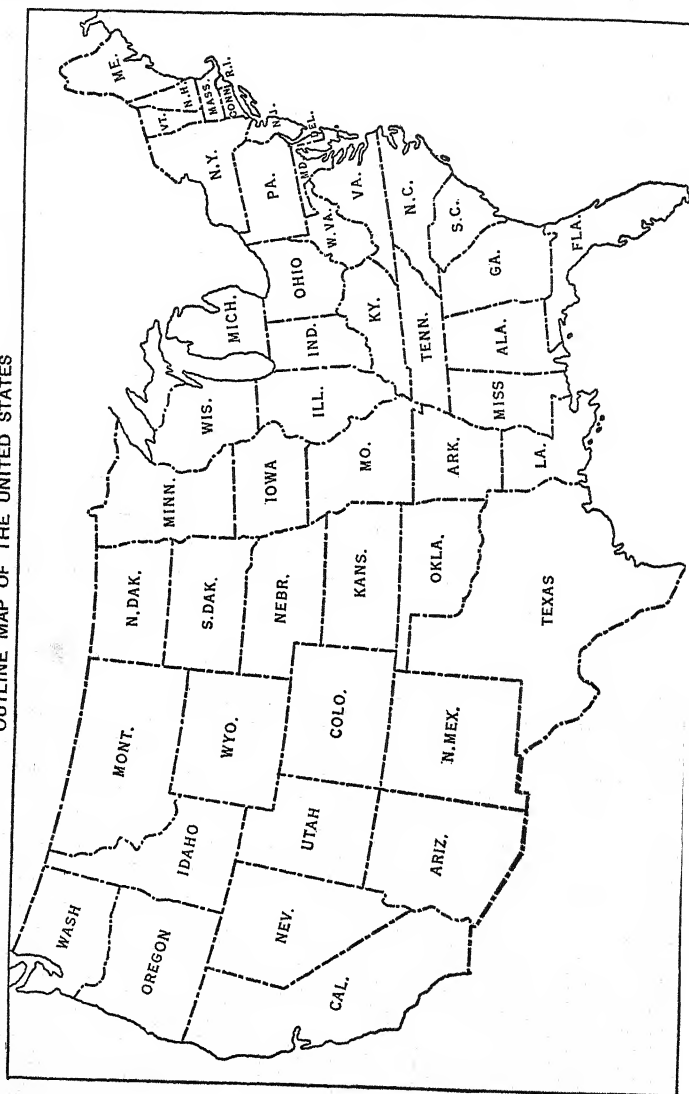 OUTLINE MAP OF THE UNITED STATES
WASH
OREGON
CAL.
NEV.
IDAHO
MONT.
WYO.
UTAH
ARIZ.
COLO.
N.MEX.
N.DAK.
S.DAK.
NEBR.
KANS.
OKLA.
TEXAS
MINN.
IOWA
MO.
ARK.
LA.
WIS.
ILL.
MICH.
IND.
OHIO
KY.
TENN.
MISS
ALA.
GA.
FLA.
S.C.
N.C.
VA.
W.VA.
MD.
DEL.
PA.
N.J.
N.Y.
CONN.
R.I.
MASS.
VT.
N.H.
ME.